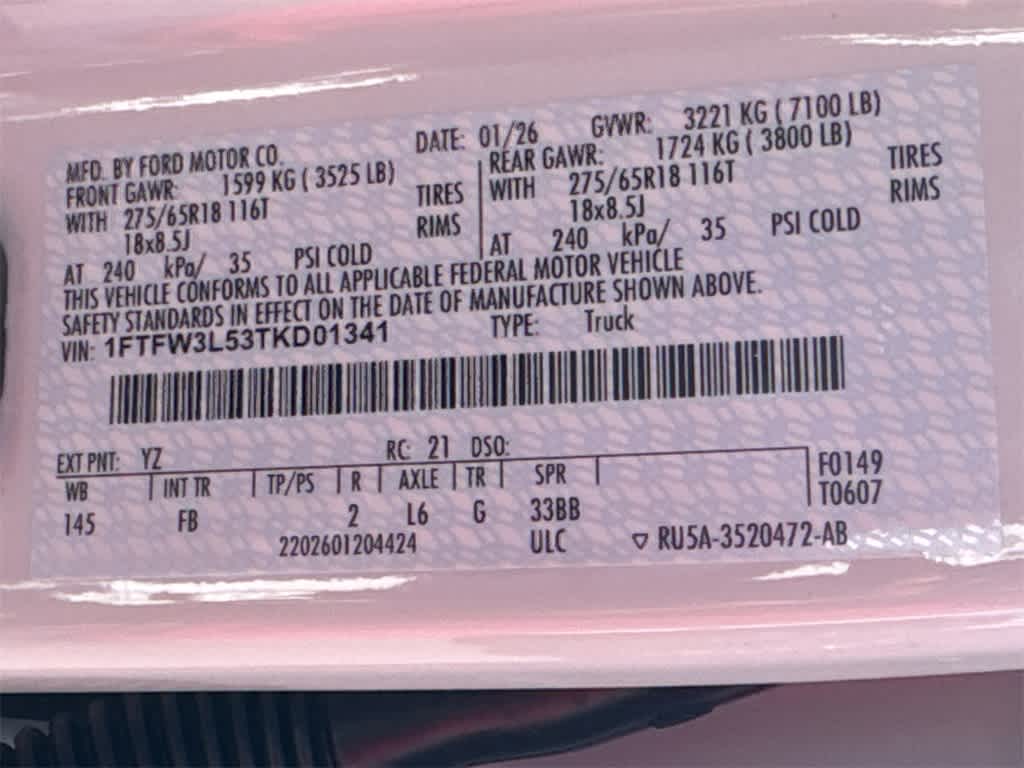 MFD. BY FORD MOTOR CO. DATE: 01/26 GVWR: 3221 KG ( 7100 LB)
FRONT GAWR: 1599 KG ( 3525 LB) REAR GAWR: 1724 KG ( 3800 LB)
WITH 275/65R18 116T TIRES WITH 275/65R18 116T TIRES
18x8.5J RIMS 18x8.5J RIMS
AT 240 kPa/ 35 PSI COLD AT 240 kPa/ 35 PSI COLD
THIS VEHICLE CONFORMS TO ALL APPLICABLE FEDERAL MOTOR VEHICLE
SAFETY STANDARDS IN EFFECT ON THE DATE OF MANUFACTURE SHOWN ABOVE.
VIN: 1FTFW3L53TKD01341 TYPE: Truck
EXT PNT: YZ RC: 21 DSO:
WB INT TR TP/PS R AXLE TR SPR F0149
145 FB 2 L6 G 33BB T0607
2202601204424 ULC ▽ RU5A-3520472-AB